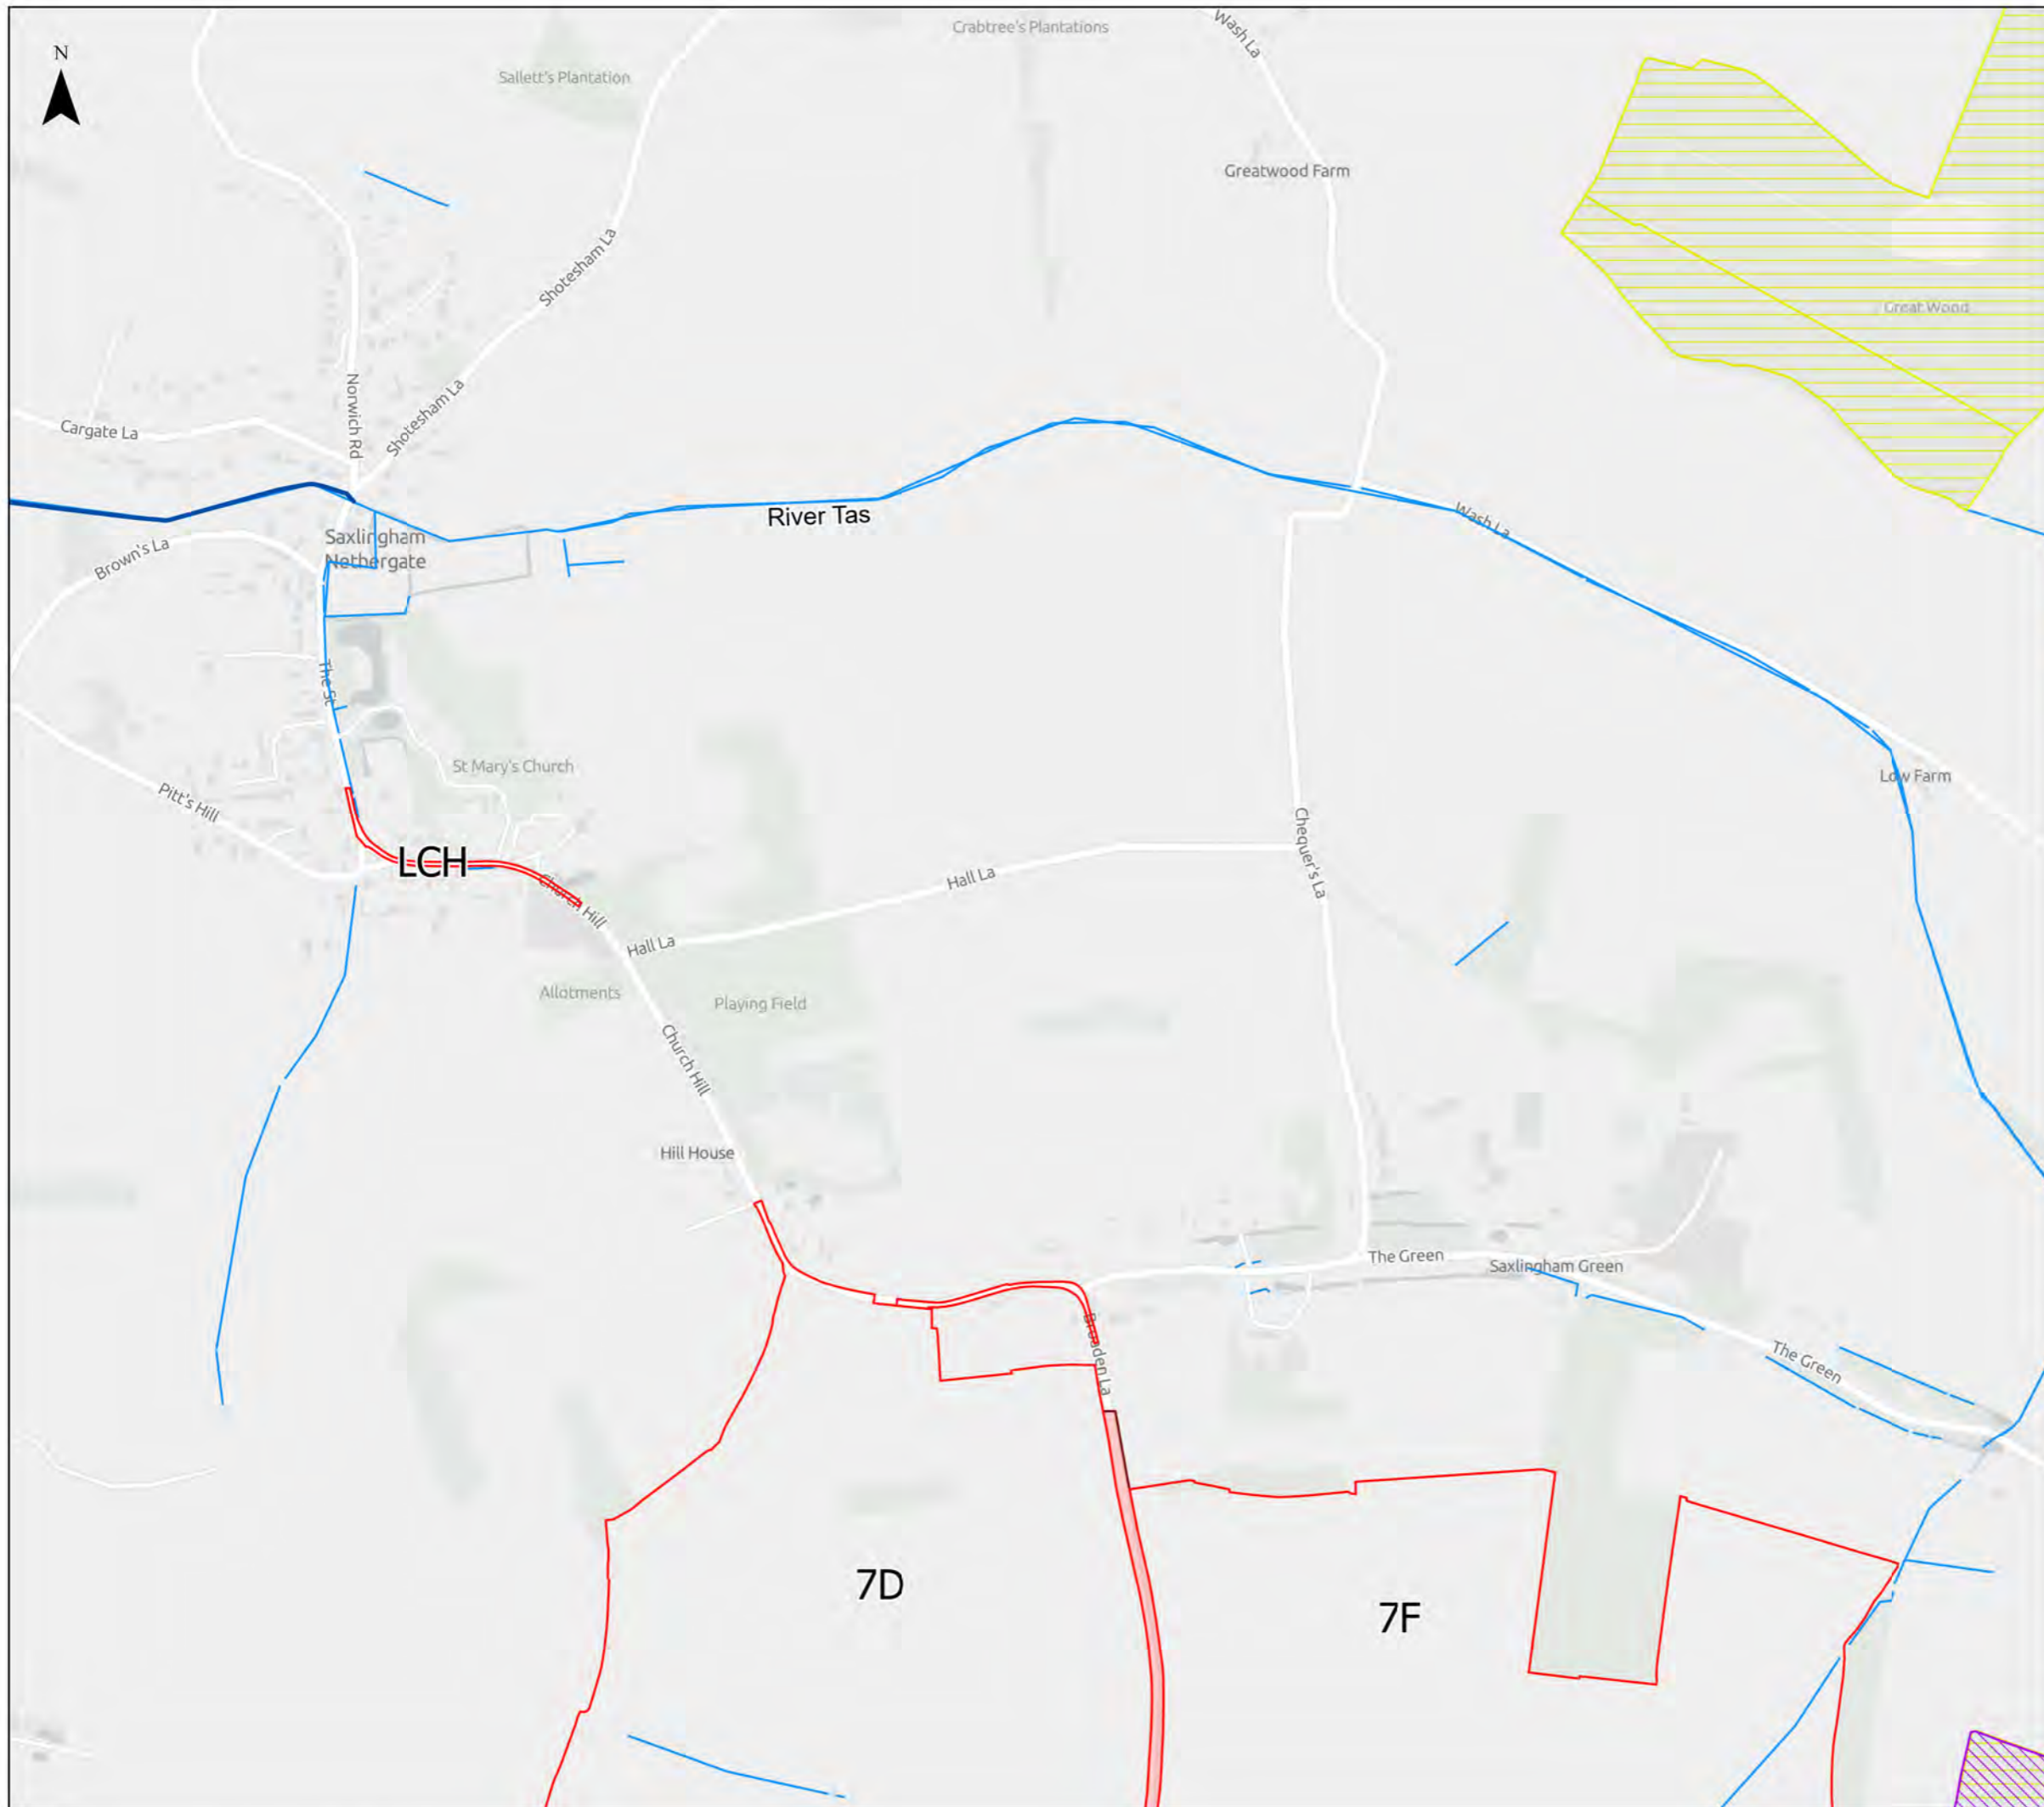 Crabtree's Plantations
Wash La
N
Sallett's Plantation
Greatwood Farm
Shotesham La
Great Wood
Norwich Rd
Shotesham La
Cargate La
River Tas
Wash La
Saxlingham
Nethergate
Brown's La
The St
St Mary's Church
Low Farm
Pitt's Hill
Chequer's La
LCH
Church Hill
Hall La
Hall La
Allotments
Playing Field
Church Hill
Hill House
The Green
Saxlingham Green
Broaden La
The Green
7D
7F